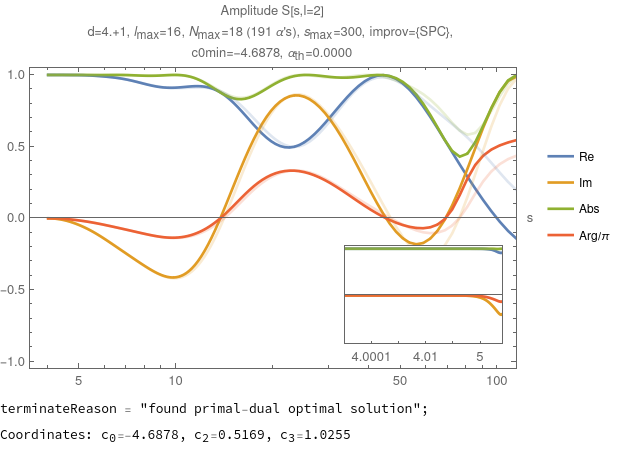 Amplitude S[s,l=2]
d=4.+1, lmax=16, Nmax=18 (191 α's), smax=300, improv={SPC},
c0min=−4.6878, αth=0.0000
1.0
0.5
0.0
−0.5
−1.0
s
Re
Im
Abs
Arg/π
4.0001 4.01 5
5 10 50 100
terminateReason = "found primal-dual optimal solution";
Coordinates: c0=-4.6878, c2=0.5169, c3=1.0255